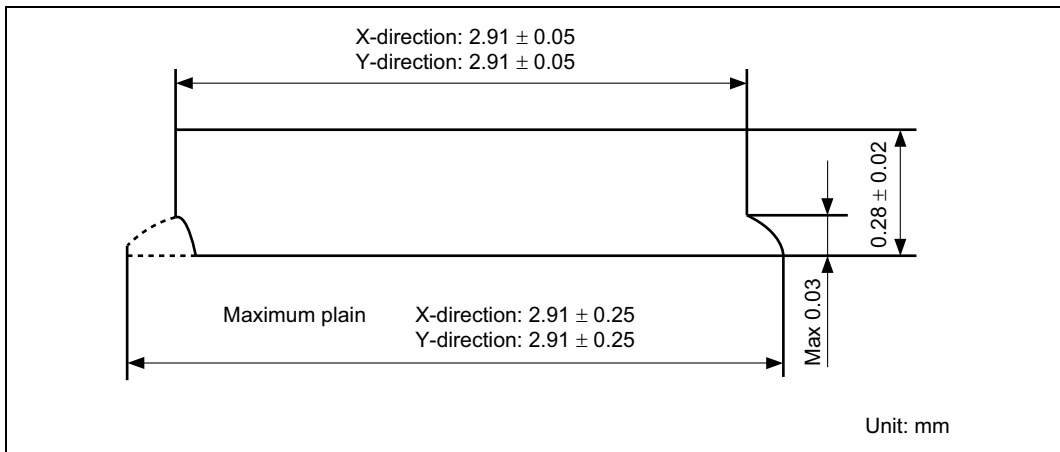 X-direction: 2.91 ± 0.05
Y-direction: 2.91 ± 0.05
0.28 ± 0.02
Max 0.03
Maximum plain X-direction: 2.91 ± 0.25
Y-direction: 2.91 ± 0.25
Unit: mm